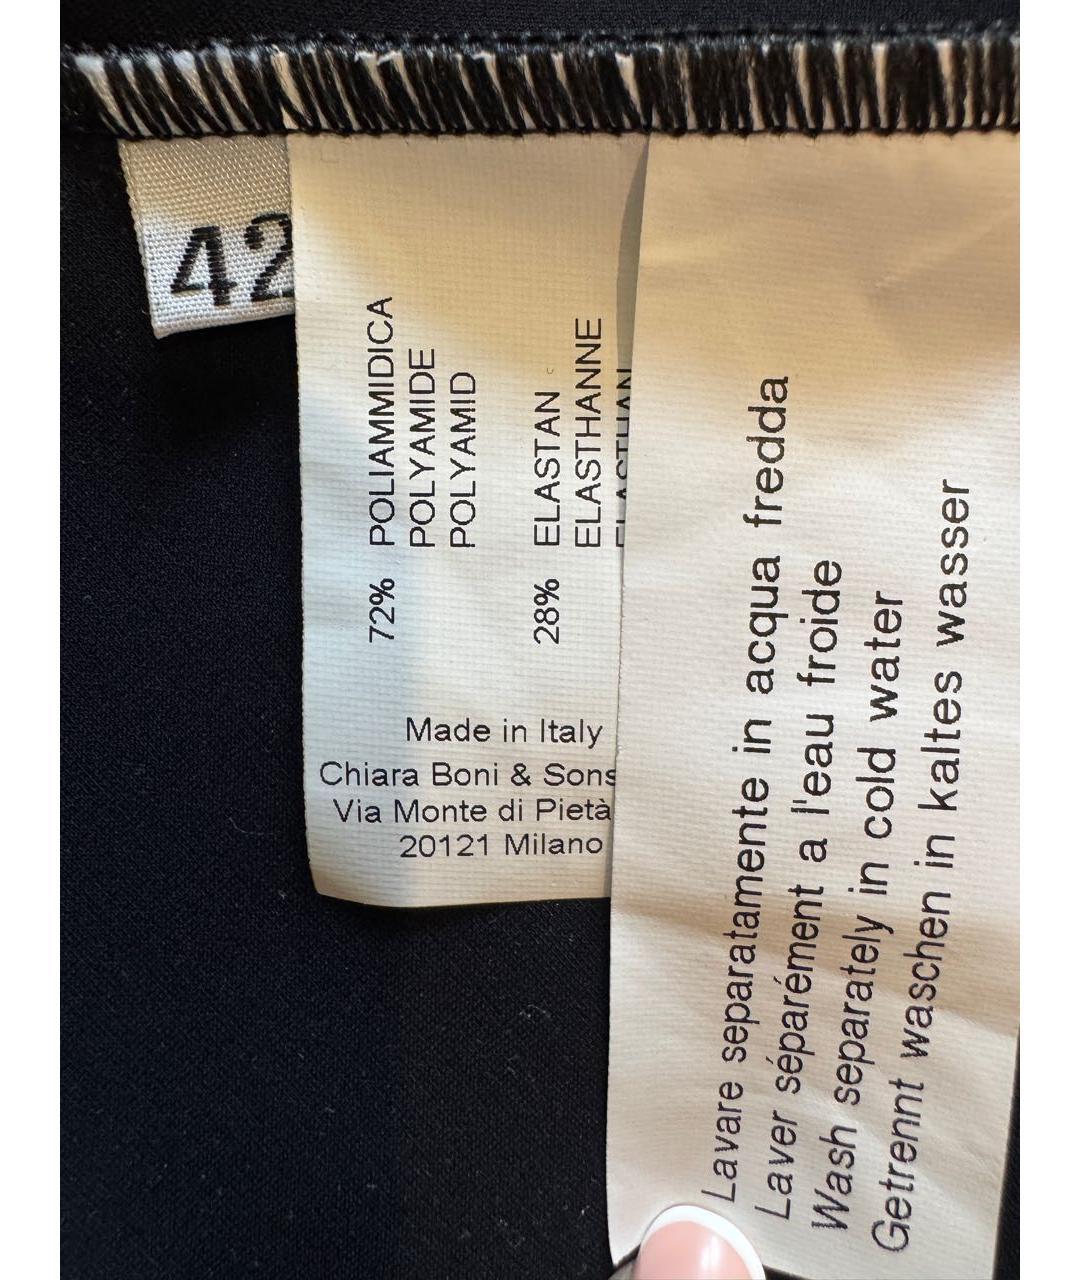 42
72% POLIAMMIDICA
POLYAMIDE
POLYAMID
28% ELASTAN
ELASTHANNE
ELASTHAN
Made in Italy
Chiara Boni & Sons
Via Monte di Pietà
20121 Milano
Lavare separatamente in acqua fredda
Laver séparément a l'eau froide
Wash separately in cold water
Getrennt waschen in kaltes wasser